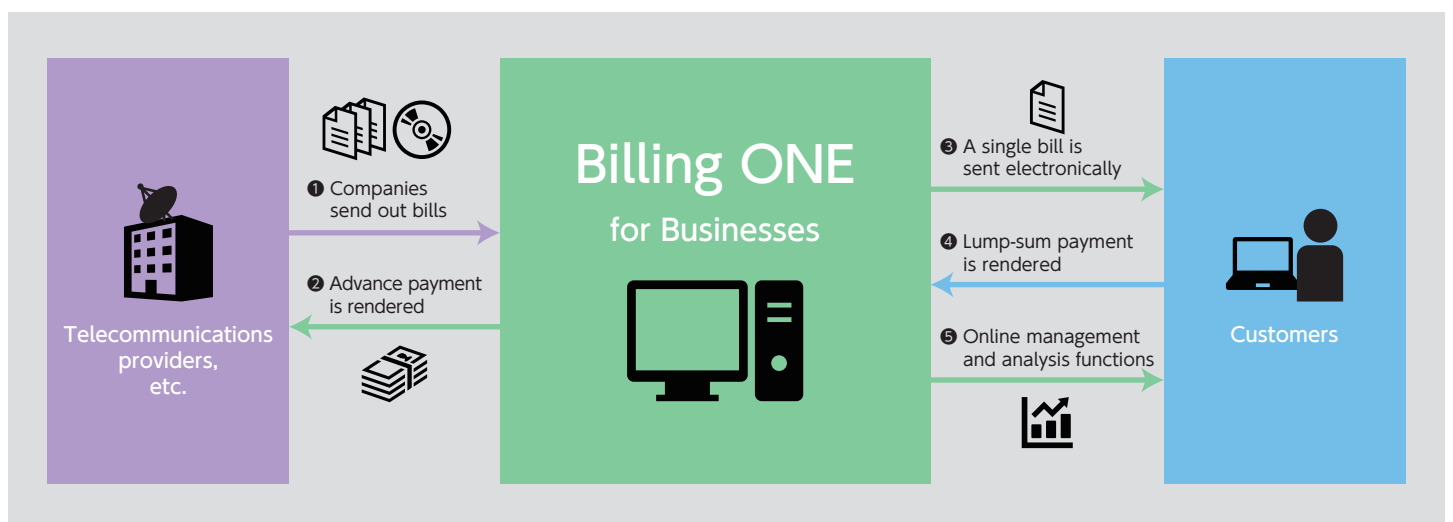 ❶ Companies
send out bills
❷ Advance payment
is rendered
Telecommunications
providers,
etc.
Billing ONE
for Businesses
❸ A single bill is
sent electronically
❹ Lump-sum payment
is rendered
❺ Online management
and analysis functions
Customers